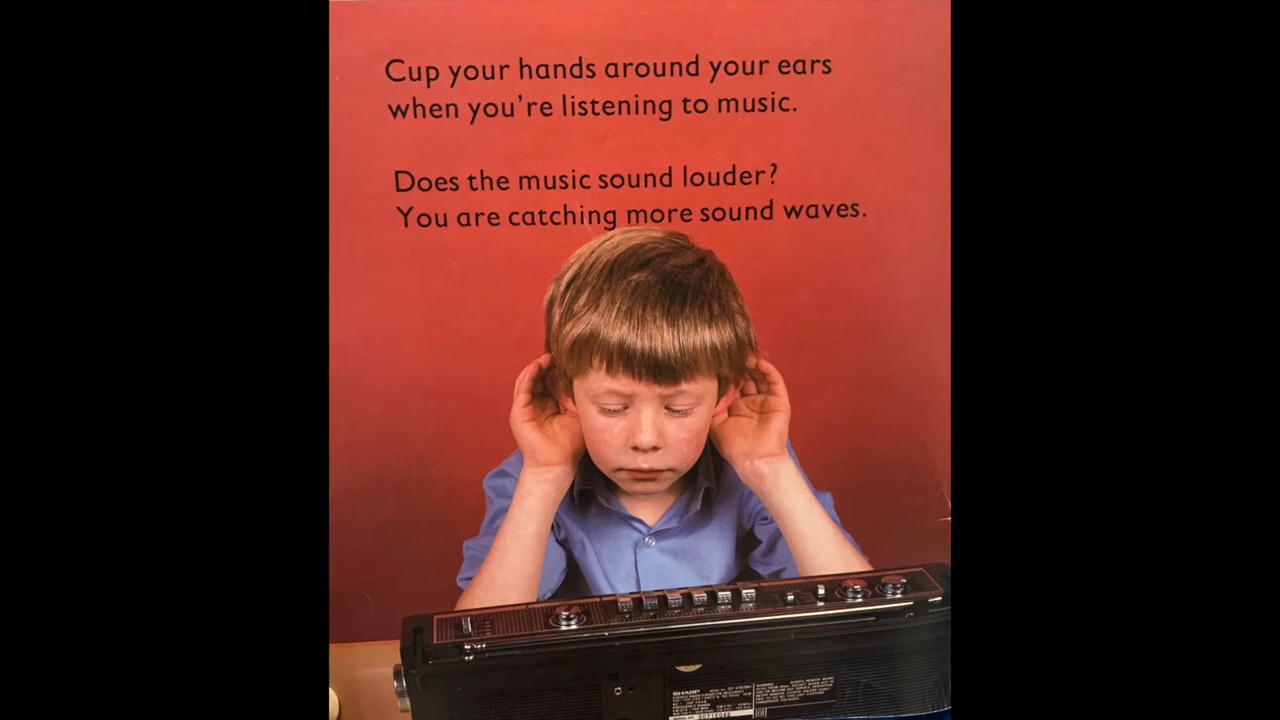 Cup your hands around your ears
when you're listening to music.
Does the music sound louder?
You are catching more sound waves.
SHARP